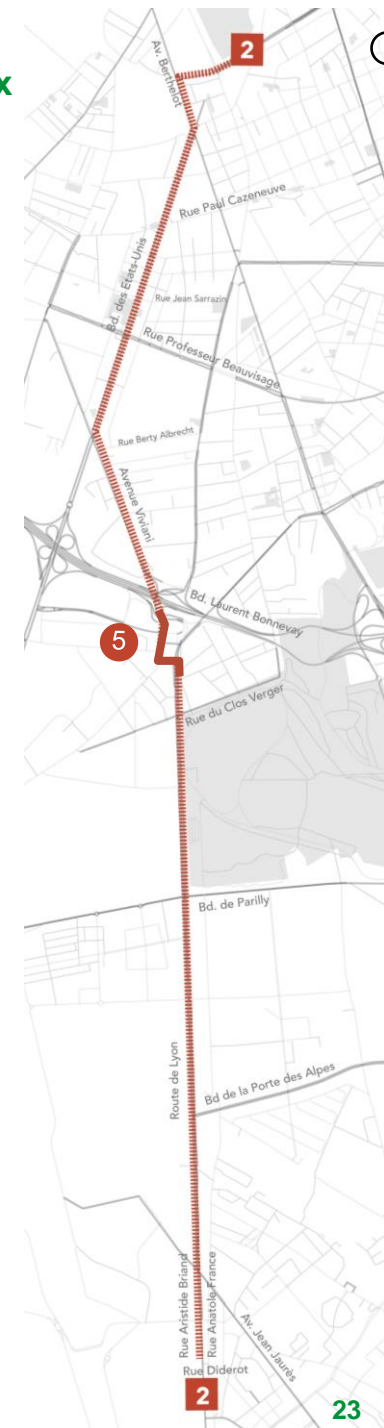 x
2
Av. Berthelot
Rue Paul Cazeneuve
Bd. des Etats-Unis
Rue Jean Sarrazin
Rue Professeur Beauvisage
Rue Berty Albrecht
Avenue Viviani
Bd. Laurent Bonnevay
5
Rue du Clos Verger
Bd. de Parilly
Route de Lyon
Bd de la Porte des Alpes
Rue Aristide Briand
Rue Anatole France
Av. Jean Jaurès
Rue Diderot
2
23